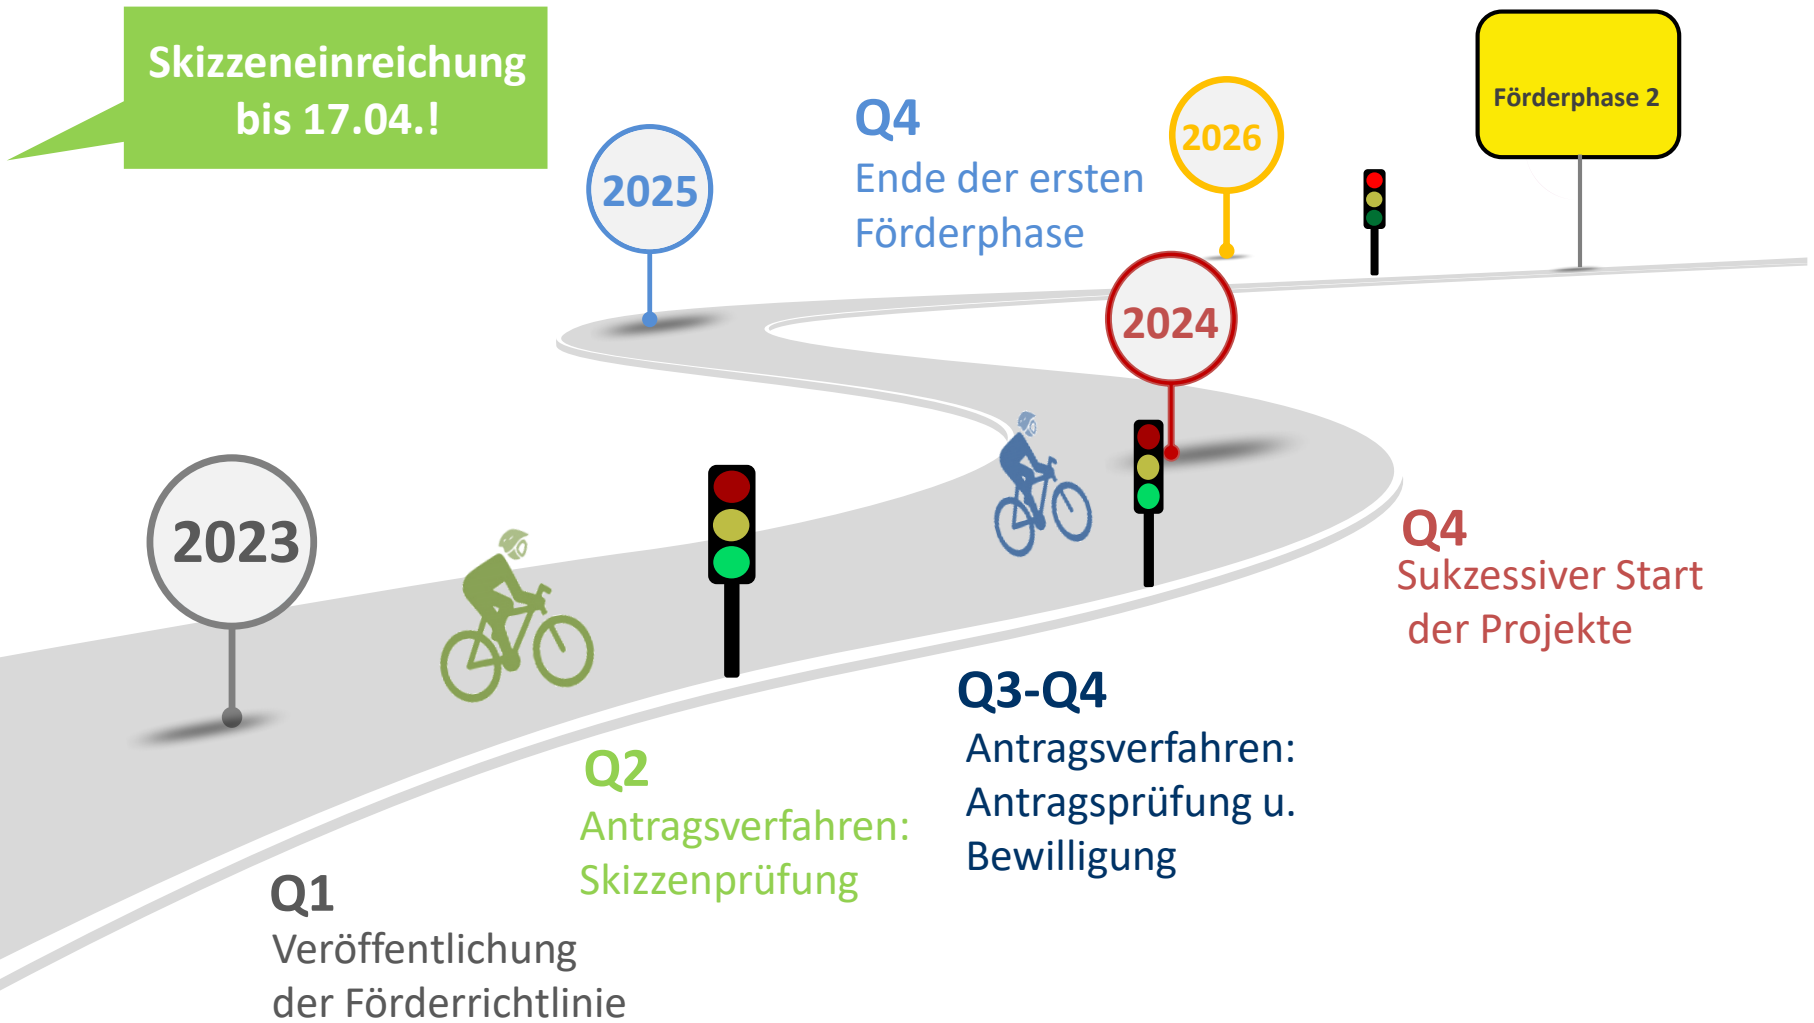 Skizzeneinreichung
bis 17.04.!
Förderphase 2
Q4
Ende der ersten
Förderphase
2026
2025
2024
2023
Q4
Sukzessiver Start
der Projekte
Q3-Q4
Antragsverfahren:
Antragsprüfung u.
Bewilligung
Q2
Antragsverfahren:
Skizzenprüfung
Q1
Veröffentlichung
der Förderrichtlinie